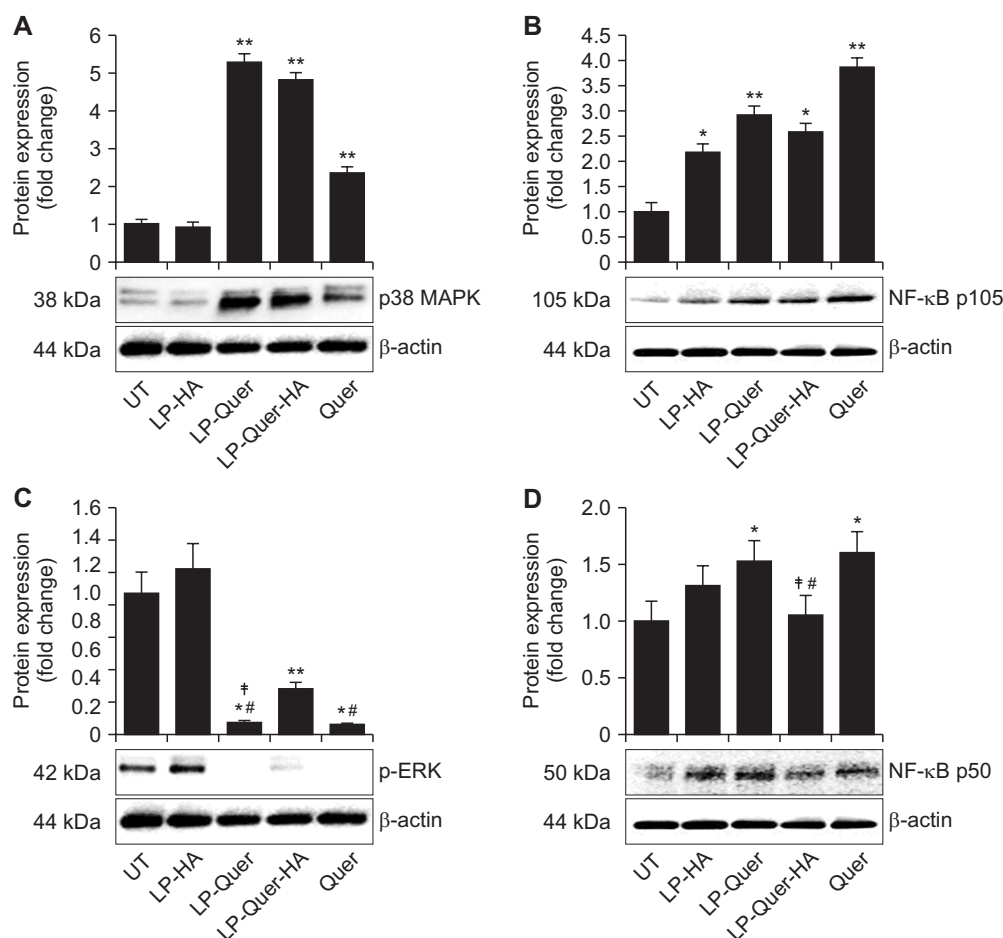 A
Protein expression
(fold change)
6
5
4
3
2
1
0
**
**
**
38 kDa
p38 MAPK
44 kDa
β-actin
UT
LP-HA
LP-Quer
LP-Quer-HA
Quer
B
Protein expression
(fold change)
4.5
4.0
3.5
3.0
2.5
2.0
1.5
1.0
0.5
0
*
**
*
**
105 kDa
NF-κB p105
44 kDa
β-actin
UT
LP-HA
LP-Quer
LP-Quer-HA
Quer
C
Protein expression
(fold change)
1.6
1.4
1.2
1.0
0.8
0.6
0.4
0.2
0
ǂ
*#
**
*#
42 kDa
p-ERK
44 kDa
β-actin
UT
LP-HA
LP-Quer
LP-Quer-HA
Quer
D
Protein expression
(fold change)
2.0
1.5
1.0
0.5
0
*
ǂ#
*
50 kDa
NF-κB p50
44 kDa
β-actin
UT
LP-HA
LP-Quer
LP-Quer-HA
Quer